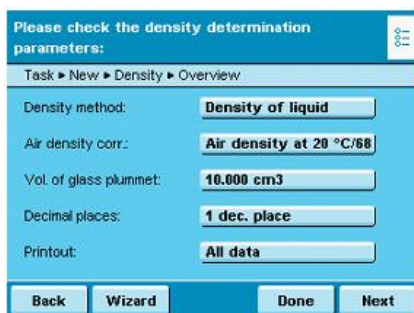 Please check the density determination
parameters:
Task ▸ New ▸ Density ▸ Overview
Density method: Density of liquid
Air density corr.: Air density at 20 °C/68
Vol. of glass plummet: 10.000 cm3
Decimal places: 1 dec. place
Printout: All data
Back Wizard Done Next